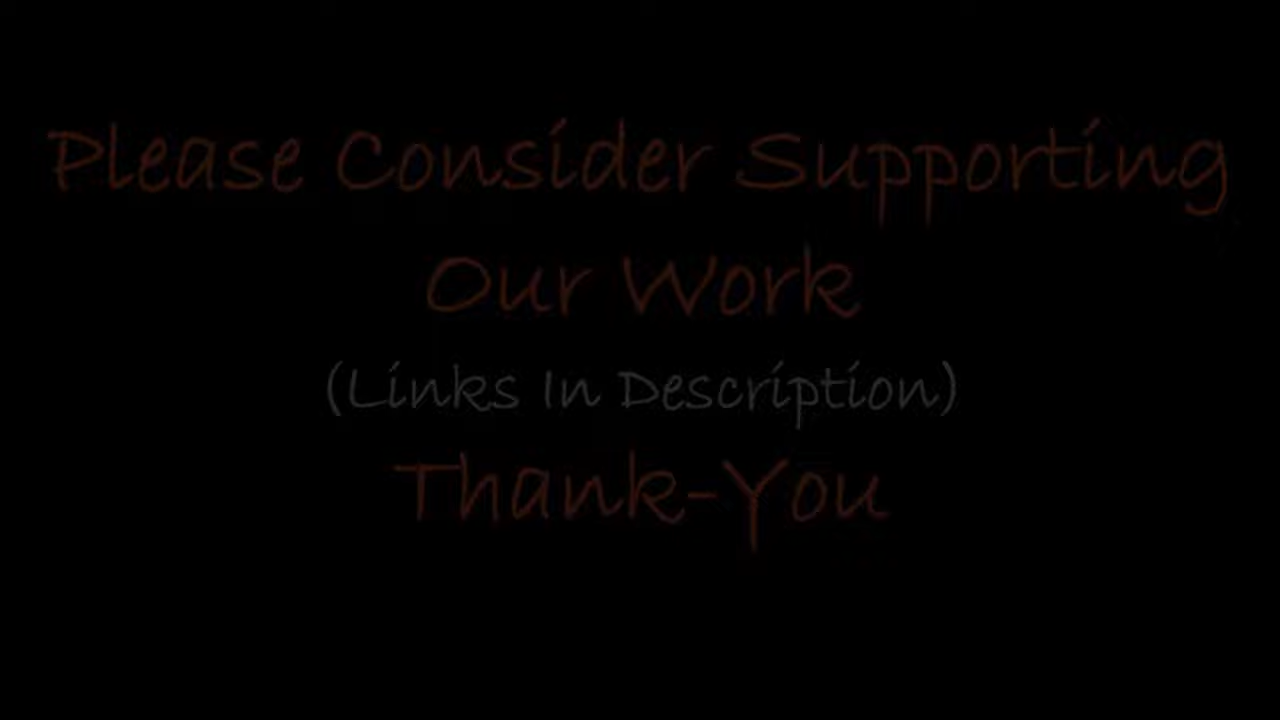 Please Consider Supporting
Our Work
(Links In Description)
Thank-You